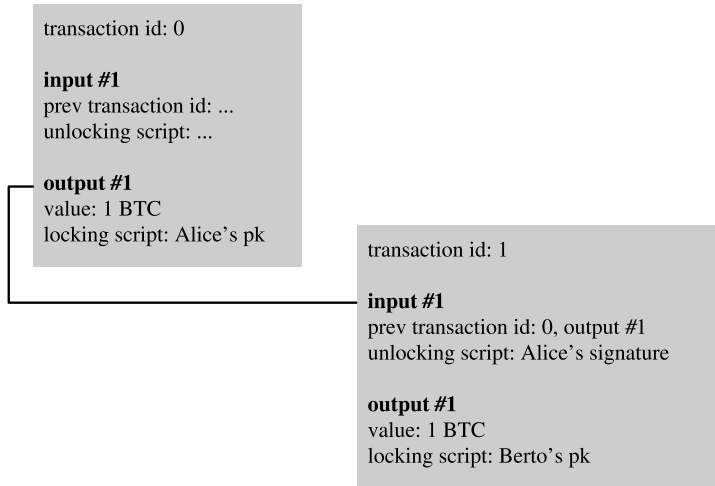 transaction id: 0
input #1
prev transaction id: ...
unlocking script: ...
output #1
value: 1 BTC
locking script: Alice's pk
transaction id: 1
input #1
prev transaction id: 0, output #1
unlocking script: Alice's signature
output #1
value: 1 BTC
locking script: Berto's pk